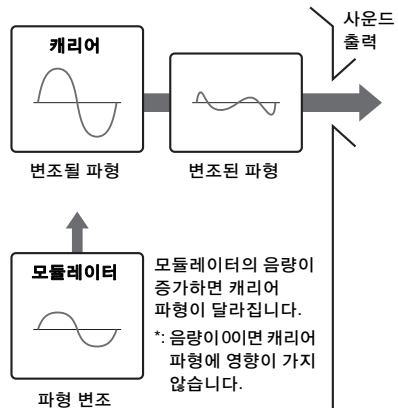 사운드
출력
캐리어
변조될 파형
변조된 파형
모듈레이터
모듈레이터의 음량이
증가하면 캐리어
파형이 달라집니다.
*: 음량이 0이면 캐리어
파형에 영향이 가지
않습니다.
파형 변조